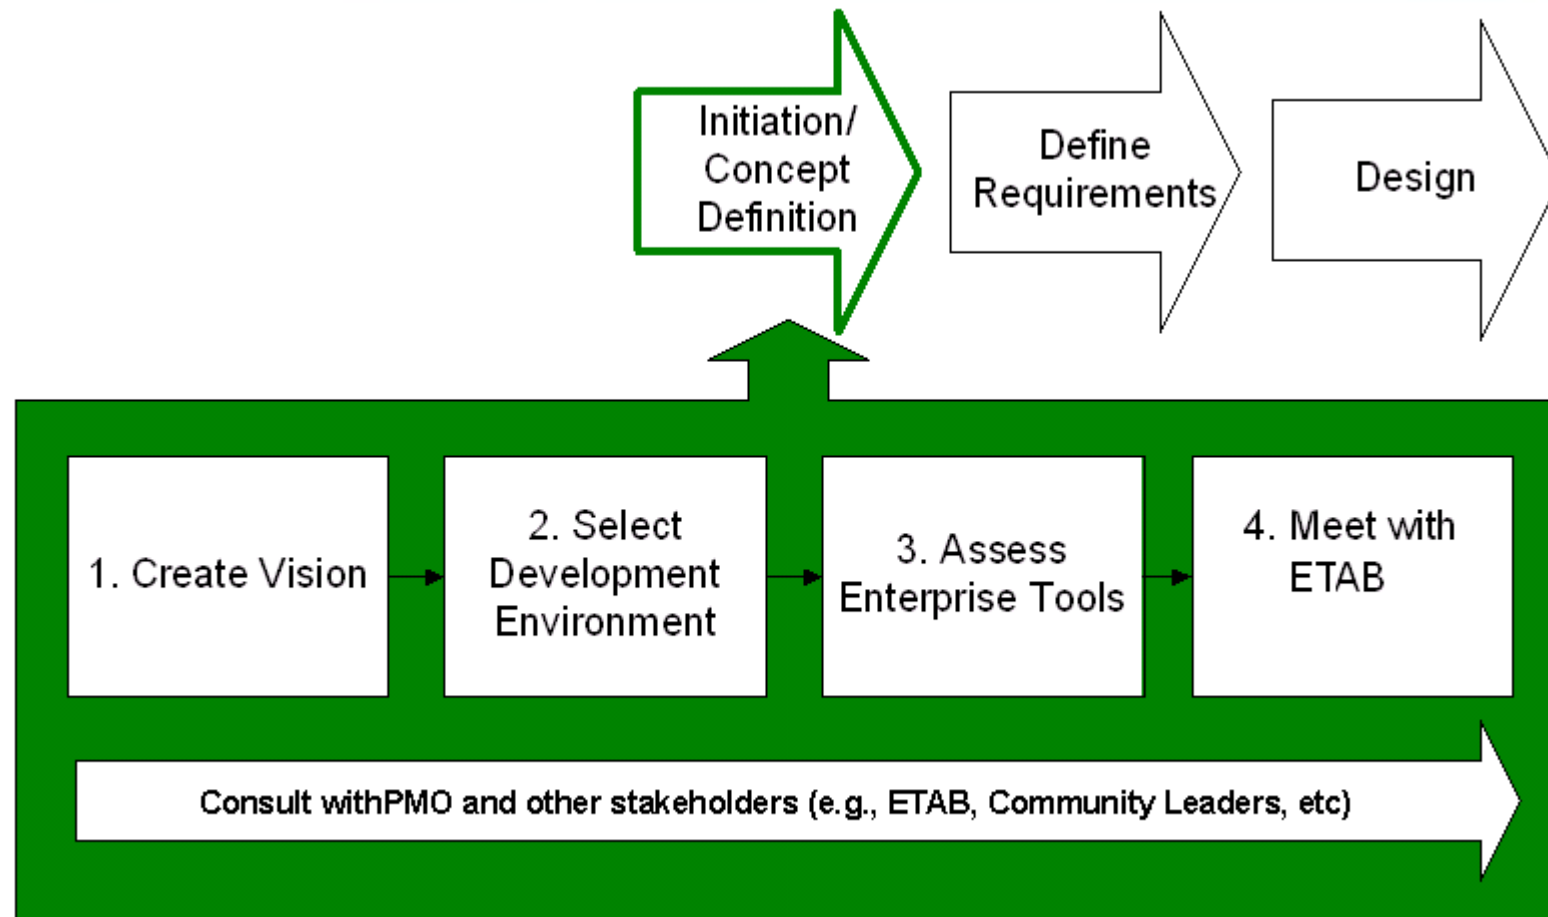 Initiation/
Concept
Definition
Define
Requirements
Design
1. Create Vision
2. Select
Development
Environment
3. Assess
Enterprise Tools
4. Meet with
ETAB
Consult withPMO and other stakeholders (e.g., ETAB, Community Leaders, etc)